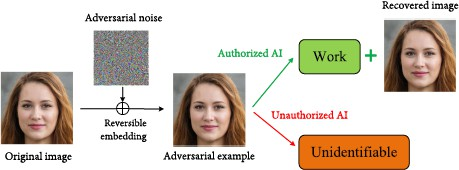 Recovered image
Adversarial noise
Authorized AI
Work
+
Unauthorized AI
Reversible
embedding
Original image
Adversarial example
Unidentifiable